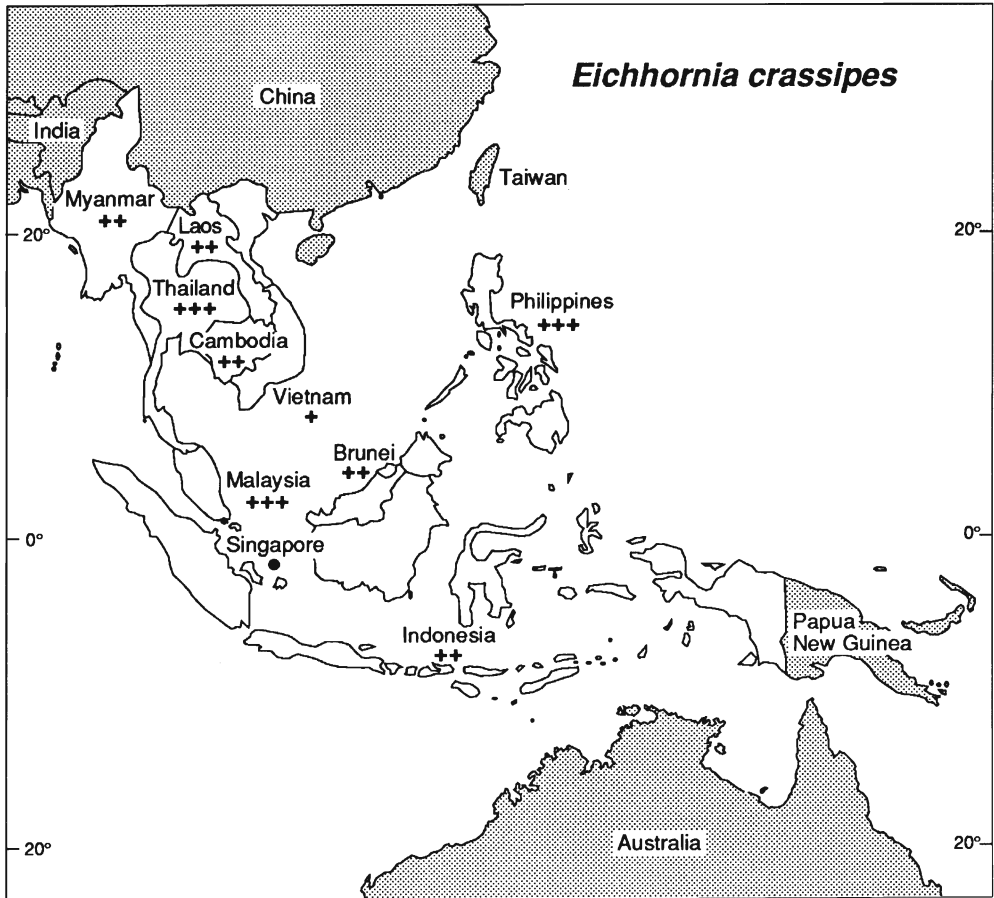 Eichhornia crassipes
China
India
Taiwan
Myanmar
++
Laos
++
20°
20°
Thailand
+++
Philippines
+++
Cambodia
++
Vietnam
+
Brunei
++
Malaysia
+++
0°
0°
Singapore
●
Indonesia
++
Papua
New Guinea
Australia
20°
20°